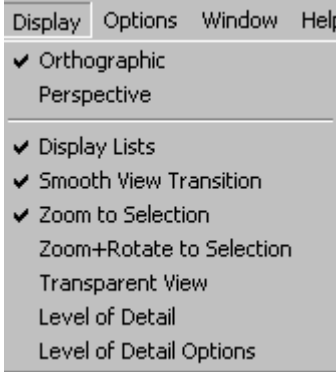 Display Options Window Help
Orthographic
Perspective
Display Lists
Smooth View Transition
Zoom to Selection
Zoom+Rotate to Selection
Transparent View
Level of Detail
Level of Detail Options